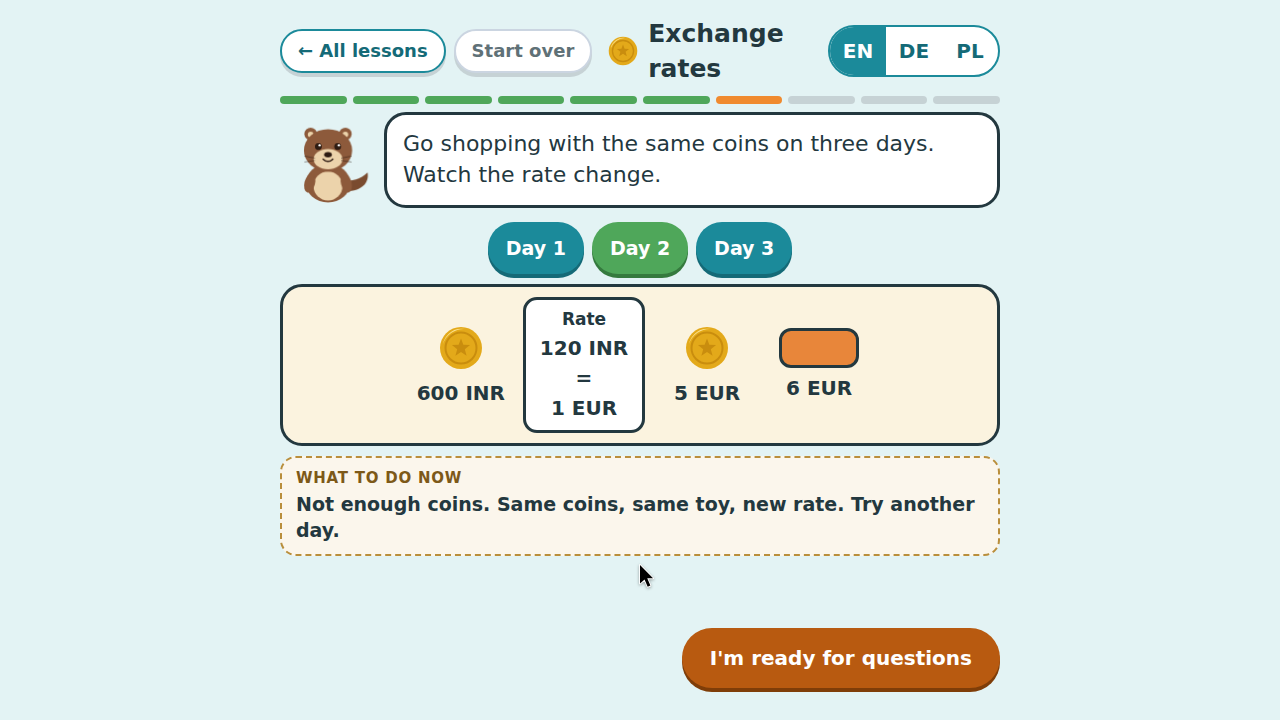 ← All lessons
Start over
Exchange
rates
EN
DE
PL
Go shopping with the same coins on three days.
Watch the rate change.
Day 1
Day 2
Day 3
600 INR
Rate
120 INR
=
1 EUR
5 EUR
6 EUR
WHAT TO DO NOW
Not enough coins. Same coins, same toy, new rate. Try another
day.
I'm ready for questions